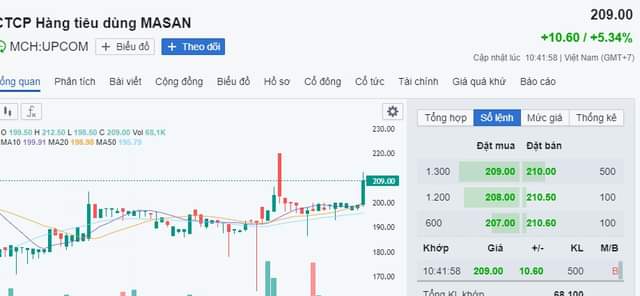 CTCP Hàng tiêu dùng MASAN
209.00
MCH:UPCOM + Biểu đồ + Theo dõi
+10.60 / +5.34%
Cập nhật lúc 10:41:58 | Việt Nam (GMT+7)
Tổng quan Phân tích Bài viết Cộng đồng Biểu đồ Hồ sơ Cổ đông Cổ tức Tài chính Giá quá khứ Báo cáo
O 199.50 H 212.50 L 198.50 C 209.00 Vol 68,1K
MA10 199.91 MA20 198.98 MA50 195.79
230.00
220.00
209.00
200.00
190.00
180.00
170.00
Tổng hợp Sổ lệnh Mức giá Thống kê
Đặt mua Đặt bán
1.300 209.00 210.00 500
1.200 208.00 210.50 100
600 207.00 210.60 100
Khớp Giá +/- KL M/B
10:41:58 209.00 10.60 500 B
Tổng KL khớp 68.100